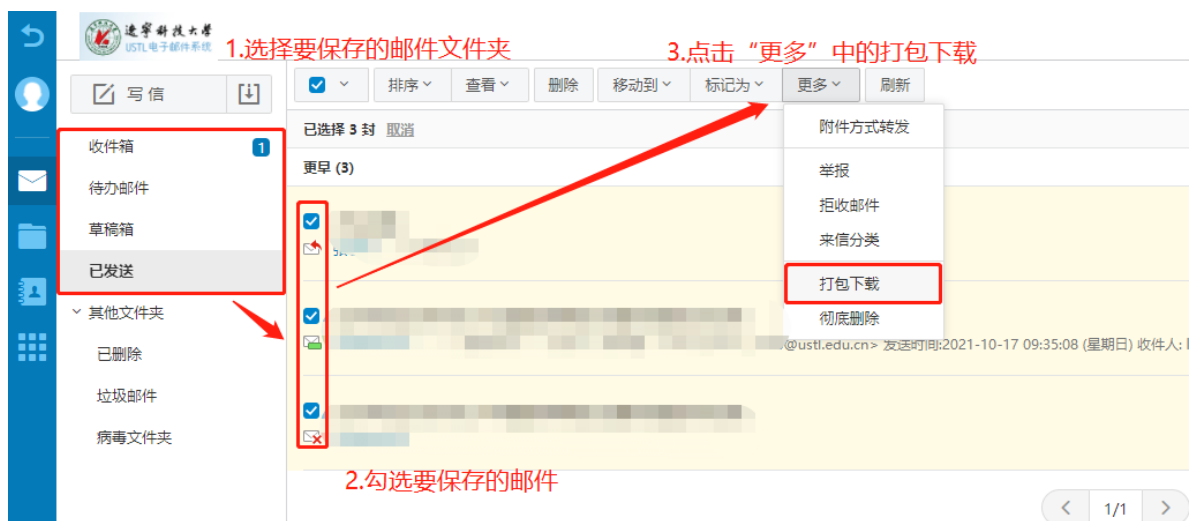 遼寧科技大學
USTL电子邮件系统
1.选择要保存的邮件文件夹
3.点击“更多”中的打包下载
写信
排序
查看
删除
移动到
标记为
更多
刷新
收件箱
1
待办邮件
草稿箱
已发送
其他文件夹
已删除
垃圾邮件
病毒文件夹
已选择 3 封 取消
更早 (3)
附件方式转发
举报
拒收邮件
来信分类
打包下载
彻底删除
@ustl.edu.cn> 发送时间:2021-10-17 09:35:08 (星期日) 收件人:
2.勾选要保存的邮件
1/1